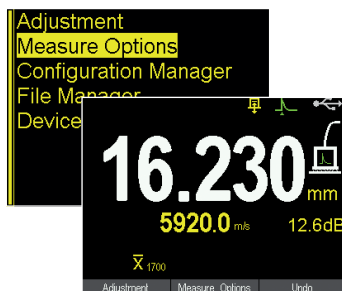 Adjustment
Measure Options
Configuration Manager
File Manager
Device
16.230 mm
5920.0 m/s 12.6dB
X̅ 1700
Adjustment Measure Options Undo